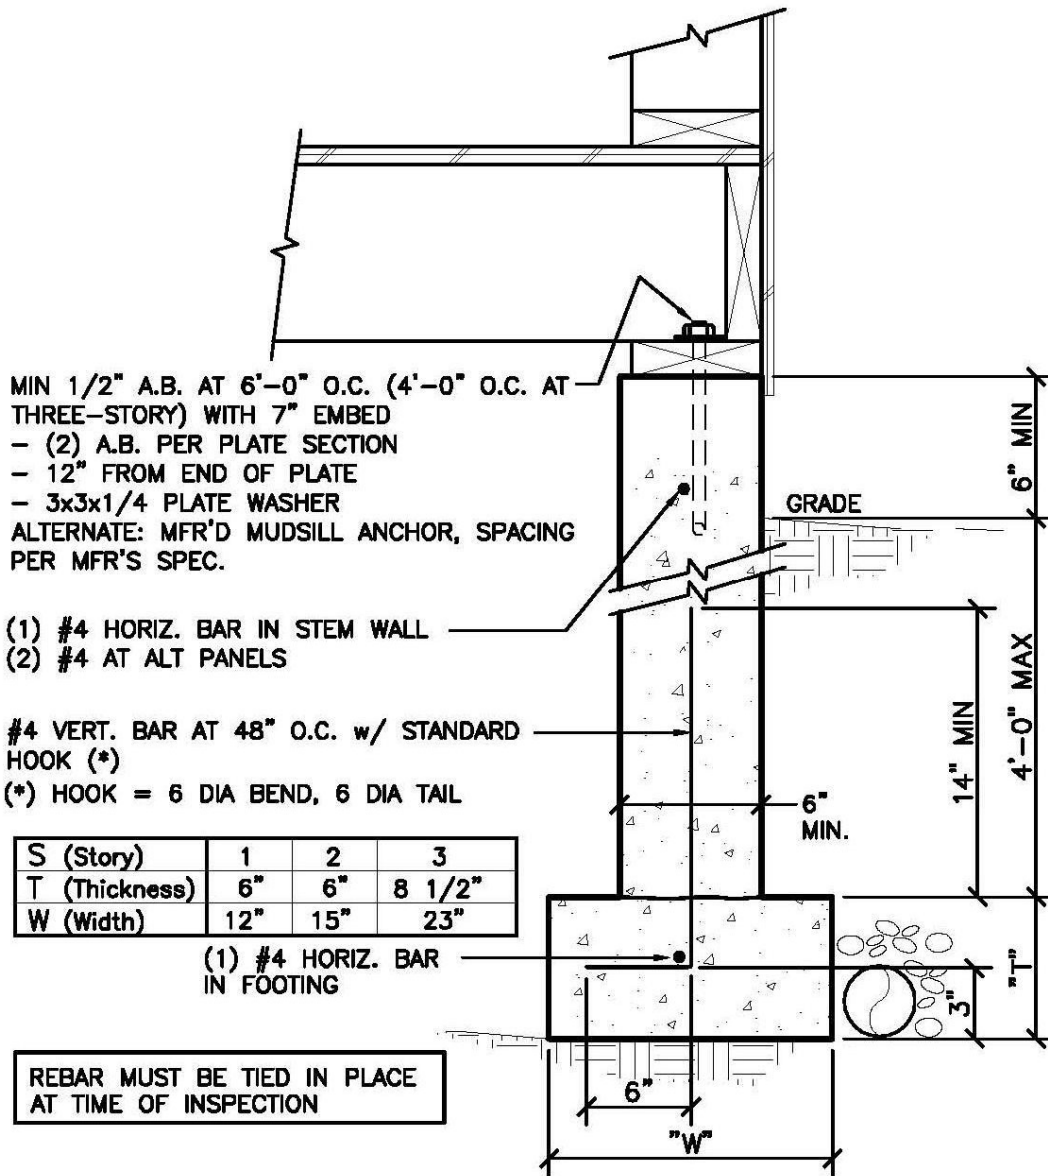 MIN 1/2" A.B. AT 6'-0" O.C. (4'-0" O.C. AT
THREE-STORY) WITH 7" EMBED
- (2) A.B. PER PLATE SECTION
- 12" FROM END OF PLATE
- 3x3x1/4 PLATE WASHER
ALTERNATE: MFR'D MUDSILL ANCHOR, SPACING
PER MFR'S SPEC.
6" MIN
GRADE
(1) #4 HORIZ. BAR IN STEM WALL
(2) #4 AT ALT PANELS
14" MIN
4'-0" MAX
#4 VERT. BAR AT 48" O.C. w/ STANDARD
HOOK (*)
(*) HOOK = 6 DIA BEND, 6 DIA TAIL
6"
MIN.
S (Story) 1 2 3
T (Thickness) 6" 6" 8 1/2"
W (Width) 12" 15" 23"
(1) #4 HORIZ. BAR
IN FOOTING
3"
"T"
REBAR MUST BE TIED IN PLACE
AT TIME OF INSPECTION
6"
"W"